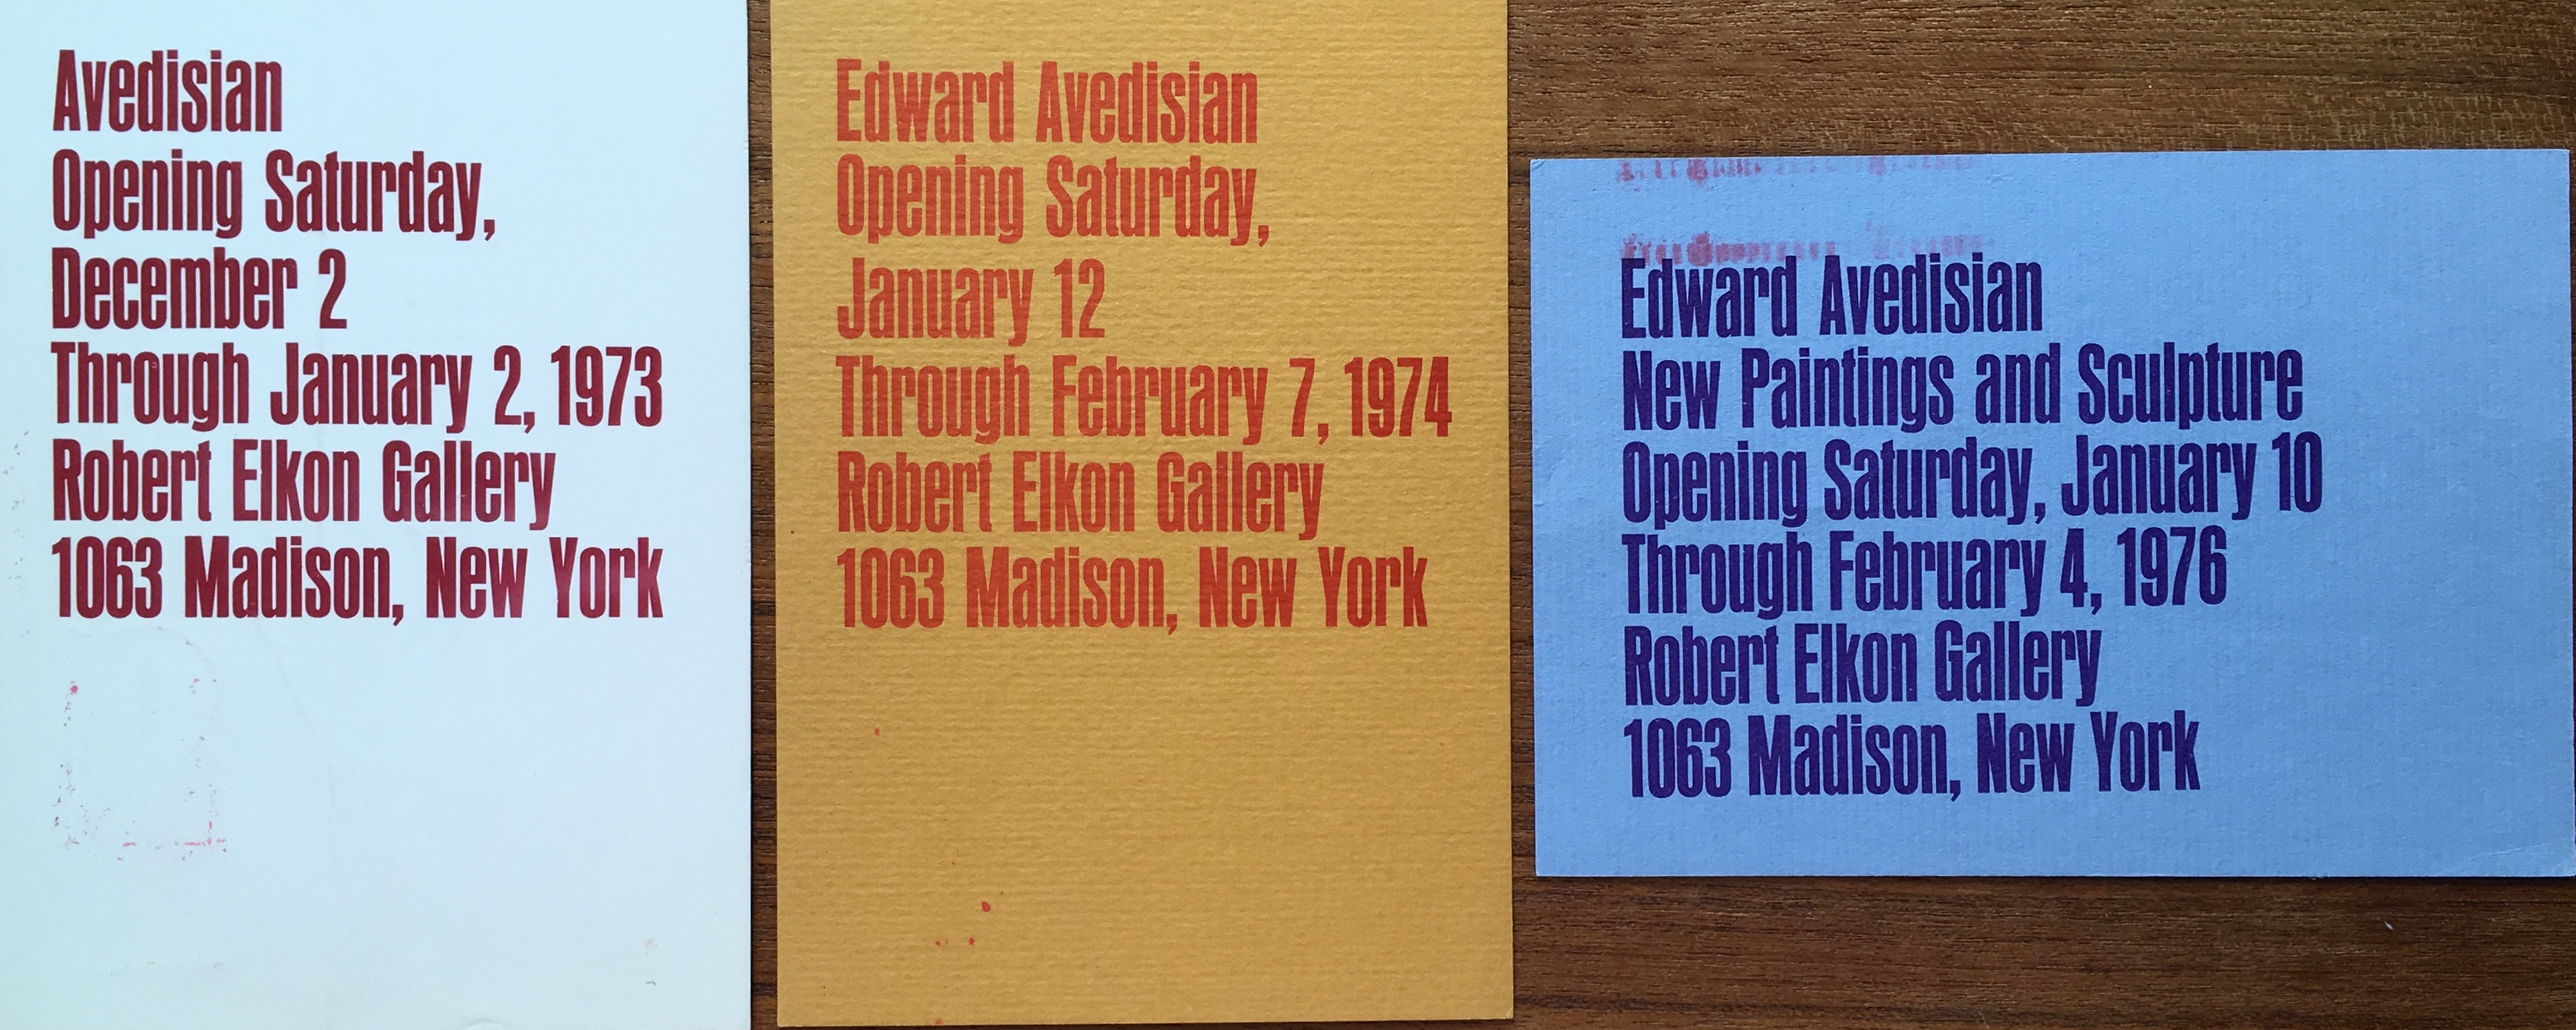 Avedisian
Opening Saturday,
December 2
Through January 2, 1973
Robert Elkon Gallery
1063 Madison, New York
Edward Avedisian
Opening Saturday,
January 12
Through February 7, 1974
Robert Elkon Gallery
1063 Madison, New York
Edward Avedisian
New Paintings and Sculpture
Opening Saturday, January 10
Through February 4, 1976
Robert Elkon Gallery
1063 Madison, New York